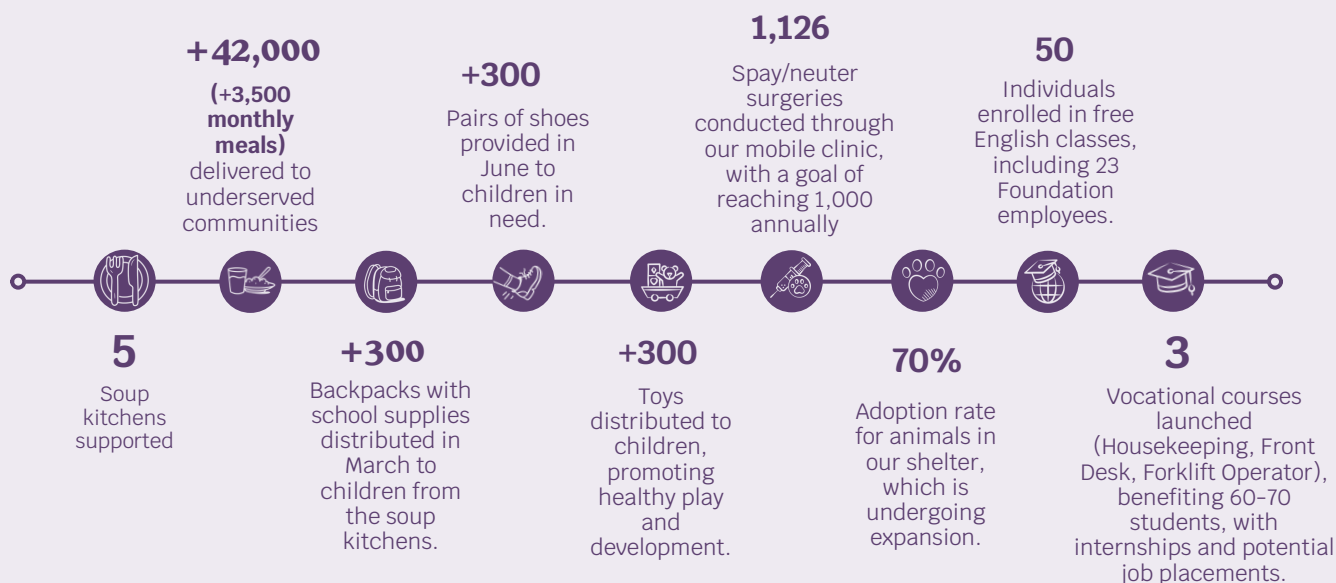 5
Soup
kitchens
supported
+42,000
(+3,500
monthly
meals)
delivered to
underserved
communities
+300
Backpacks with
school supplies
distributed in
March to
children from
the soup
kitchens.
+300
Pairs of shoes
provided in
June to
children in
need.
+300
Toys
distributed to
children,
promoting
healthy play
and
development.
1,126
Spay/neuter
surgeries
conducted through
our mobile clinic,
with a goal of
reaching 1,000
annually
70%
Adoption rate
for animals in
our shelter,
which is
undergoing
expansion.
50
Individuals
enrolled in free
English classes,
including 23
Foundation
employees.
3
Vocational courses
launched
(Housekeeping, Front
Desk, Forklift Operator),
benefiting 60-70
students, with
internships and potential
job placements.